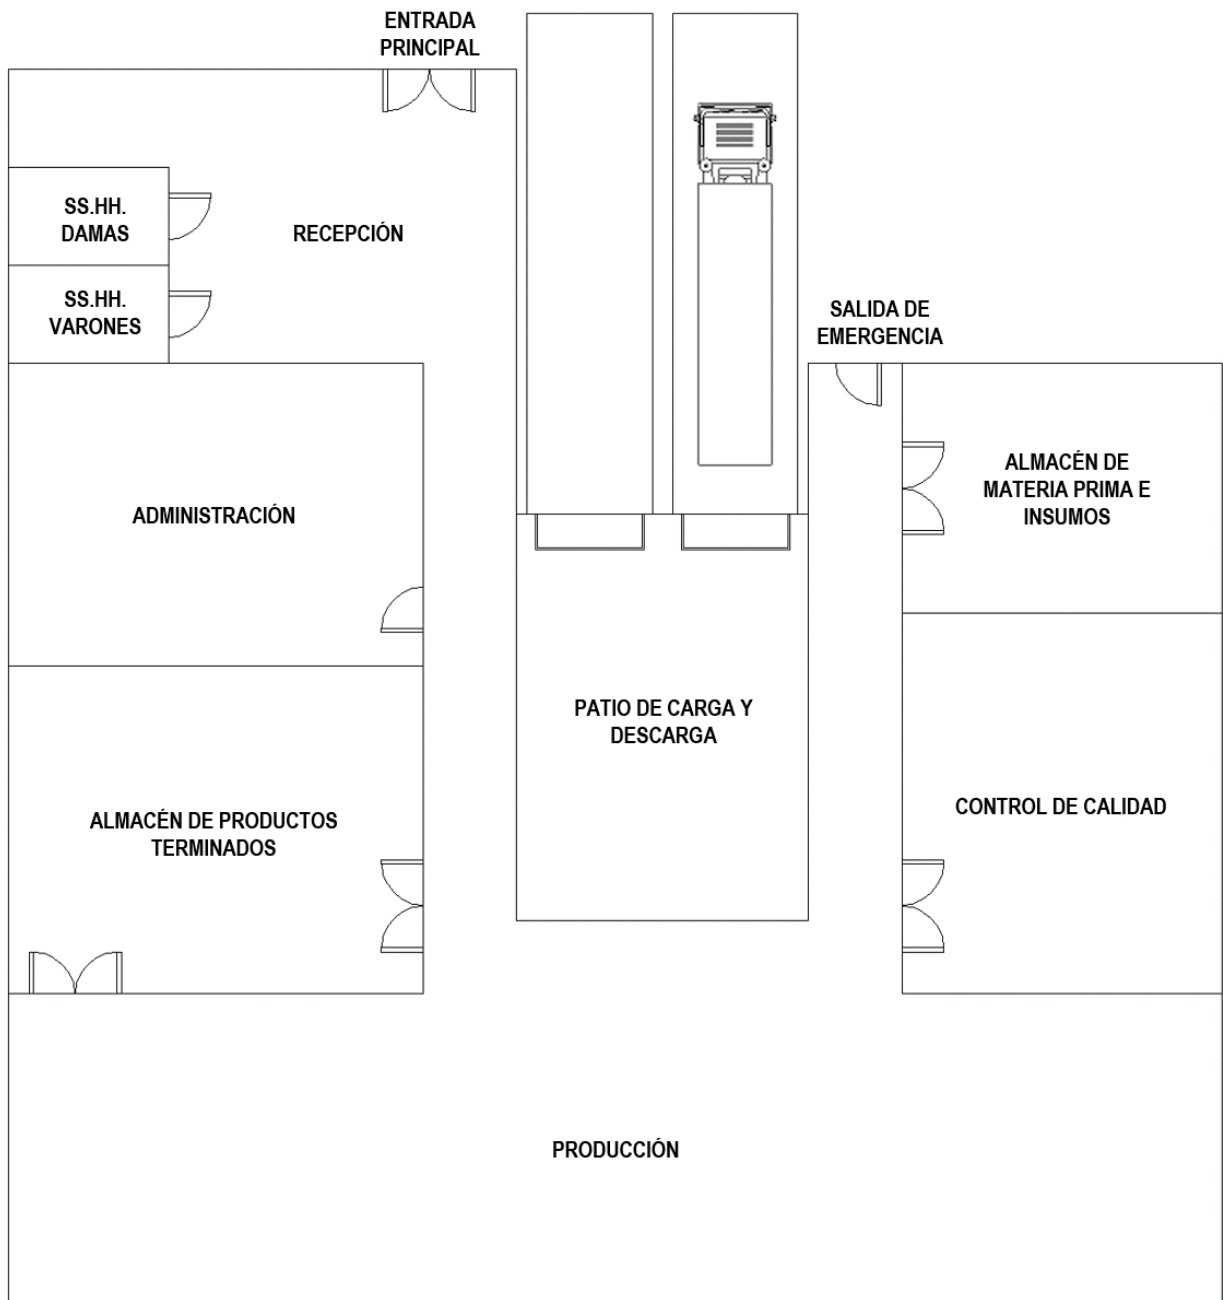 ENTRADA
PRINCIPAL
SS.HH.
DAMAS
RECEPCIÓN
SS.HH.
VARONES
SALIDA DE
EMERGENCIA
ALMACÉN DE
MATERIA PRIMA E
INSUMOS
ADMINISTRACIÓN
PATIO DE CARGA Y
DESCARGA
CONTROL DE CALIDAD
ALMACÉN DE PRODUCTOS
TERMINADOS
PRODUCCIÓN